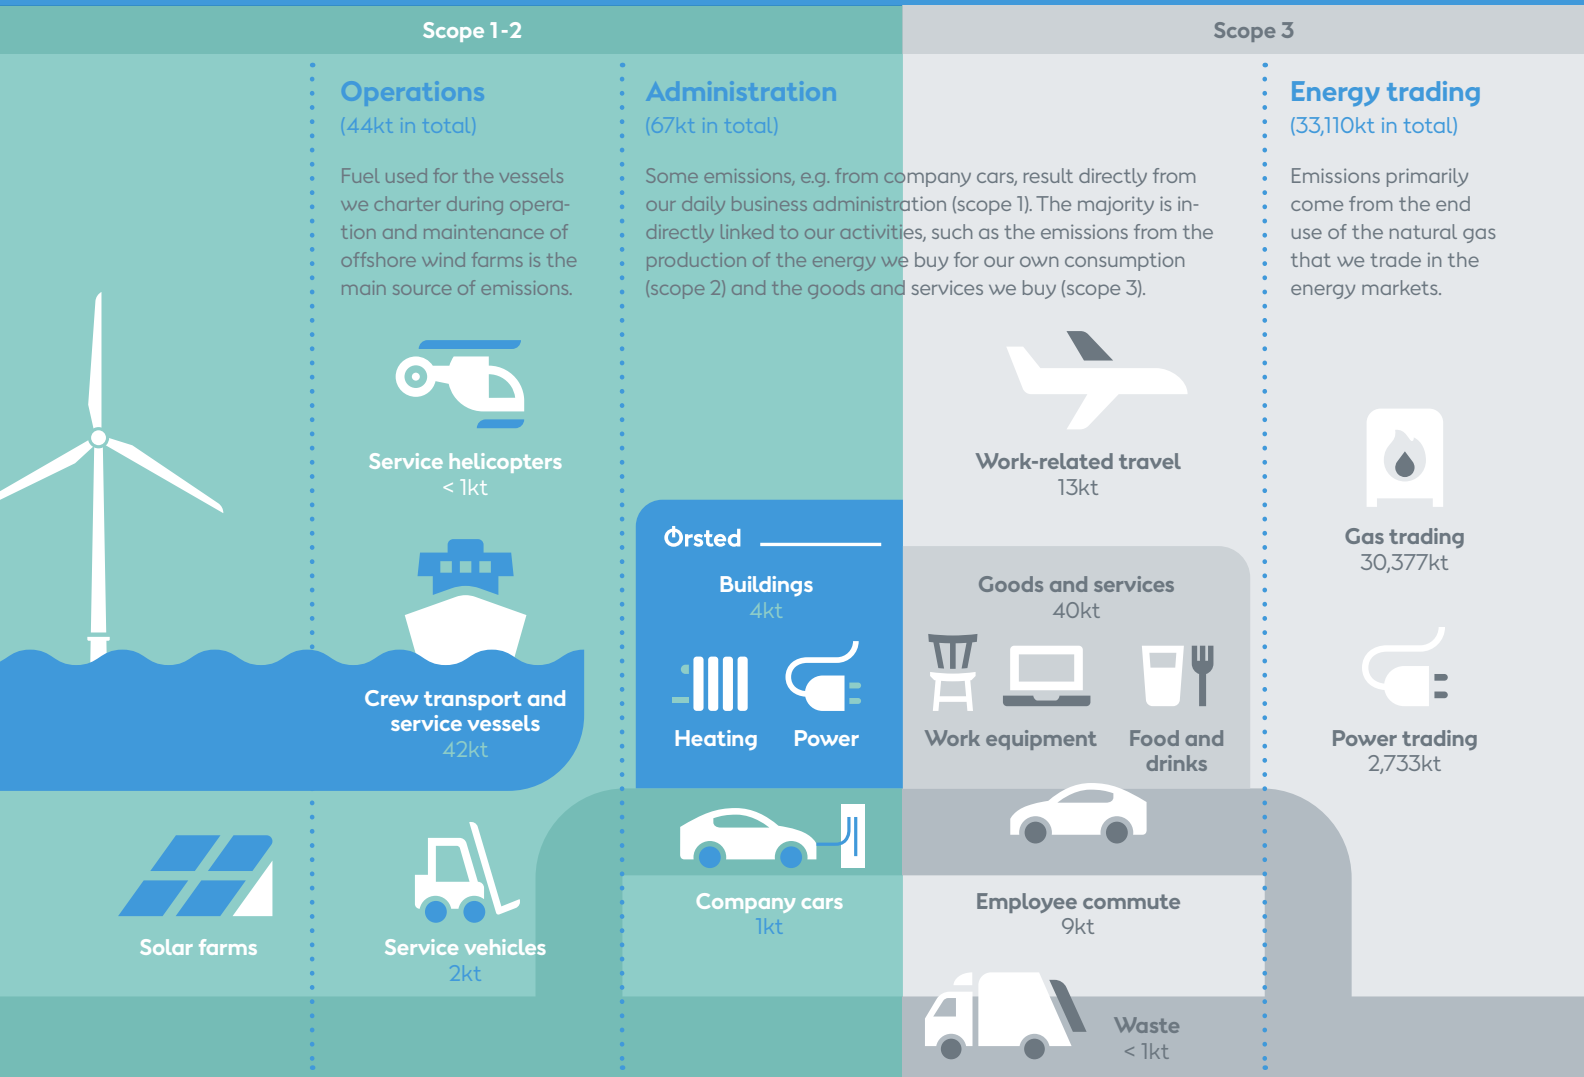 Scope 1-2
Scope 3
Operations
(44kt in total)
Fuel used for the vessels
we charter during opera-
tion and maintenance of
offshore wind farms is the
main source of emissions.
Administration
(67kt in total)
Some emissions, e.g. from company cars, result directly from
our daily business administration (scope 1). The majority is in-
directly linked to our activities, such as the emissions from the
production of the energy we buy for our own consumption
(scope 2) and the goods and services we buy (scope 3).
Energy trading
(33,110kt in total)
Emissions primarily
come from the end
use of the natural gas
that we trade in the
energy markets.
Service helicopters
< 1kt
Crew transport and
service vessels
42kt
Solar farms
Service vehicles
2kt
Ørsted
Buildings
4kt
Heating
Power
Company cars
1kt
Work-related travel
13kt
Goods and services
40kt
Work equipment
Food and
drinks
Employee commute
9kt
Waste
< 1kt
Gas trading
30,377kt
Power trading
2,733kt